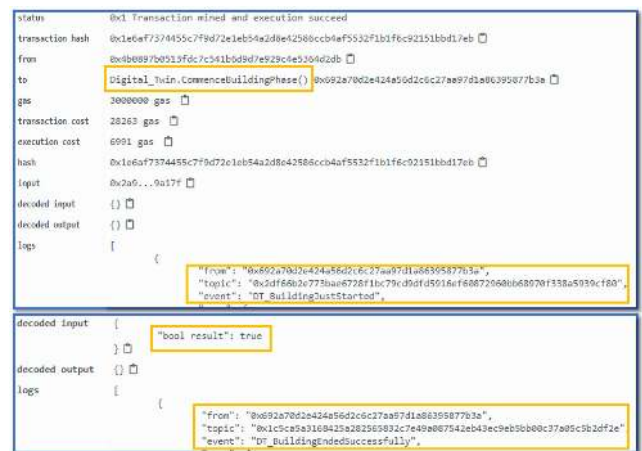 status 0x1 Transaction mined and execution succeed
transaction hash 0x1e6af7374455c7f9d72e1eb54a2d8e42586ccb4af5532f1b1f6c92151bbd17eb
from 0x4b0897b0513fdc7c541b6d9d7e929c4e5364d2db
to Digital_Twin.CommenceBuildingPhase() 0x692a70d2e424a56d2c6c27aa97d1a86395877b3a
gas 3000000 gas
transaction cost 28263 gas
execution cost 6991 gas
hash 0x1e6af7374455c7f9d72e1eb54a2d8e42586ccb4af5532f1b1f6c92151bbd17eb
input 0x2a9...9a17f
decoded input {}
decoded output {}
logs [
{
"from": "0x692a70d2e424a56d2c6c27aa97d1a86395877b3a",
"topic": "0x2df66b2e773bae6728f1bc79cd9dfd5916ef60872960bb68970f338a5939cf80",
"event": "DT_BuildingJustStarted",
decoded input {
"bool result": true
}
decoded output {}
logs [
{
"from": "0x692a70d2e424a56d2c6c27aa97d1a86395877b3a",
"topic": "0x1c5ca5a3168425a282565832c7e49a087542eb43ec9eb5bb00c37a05c5b2df2e"
"event": "DT_BuildingEndedSuccessfully",